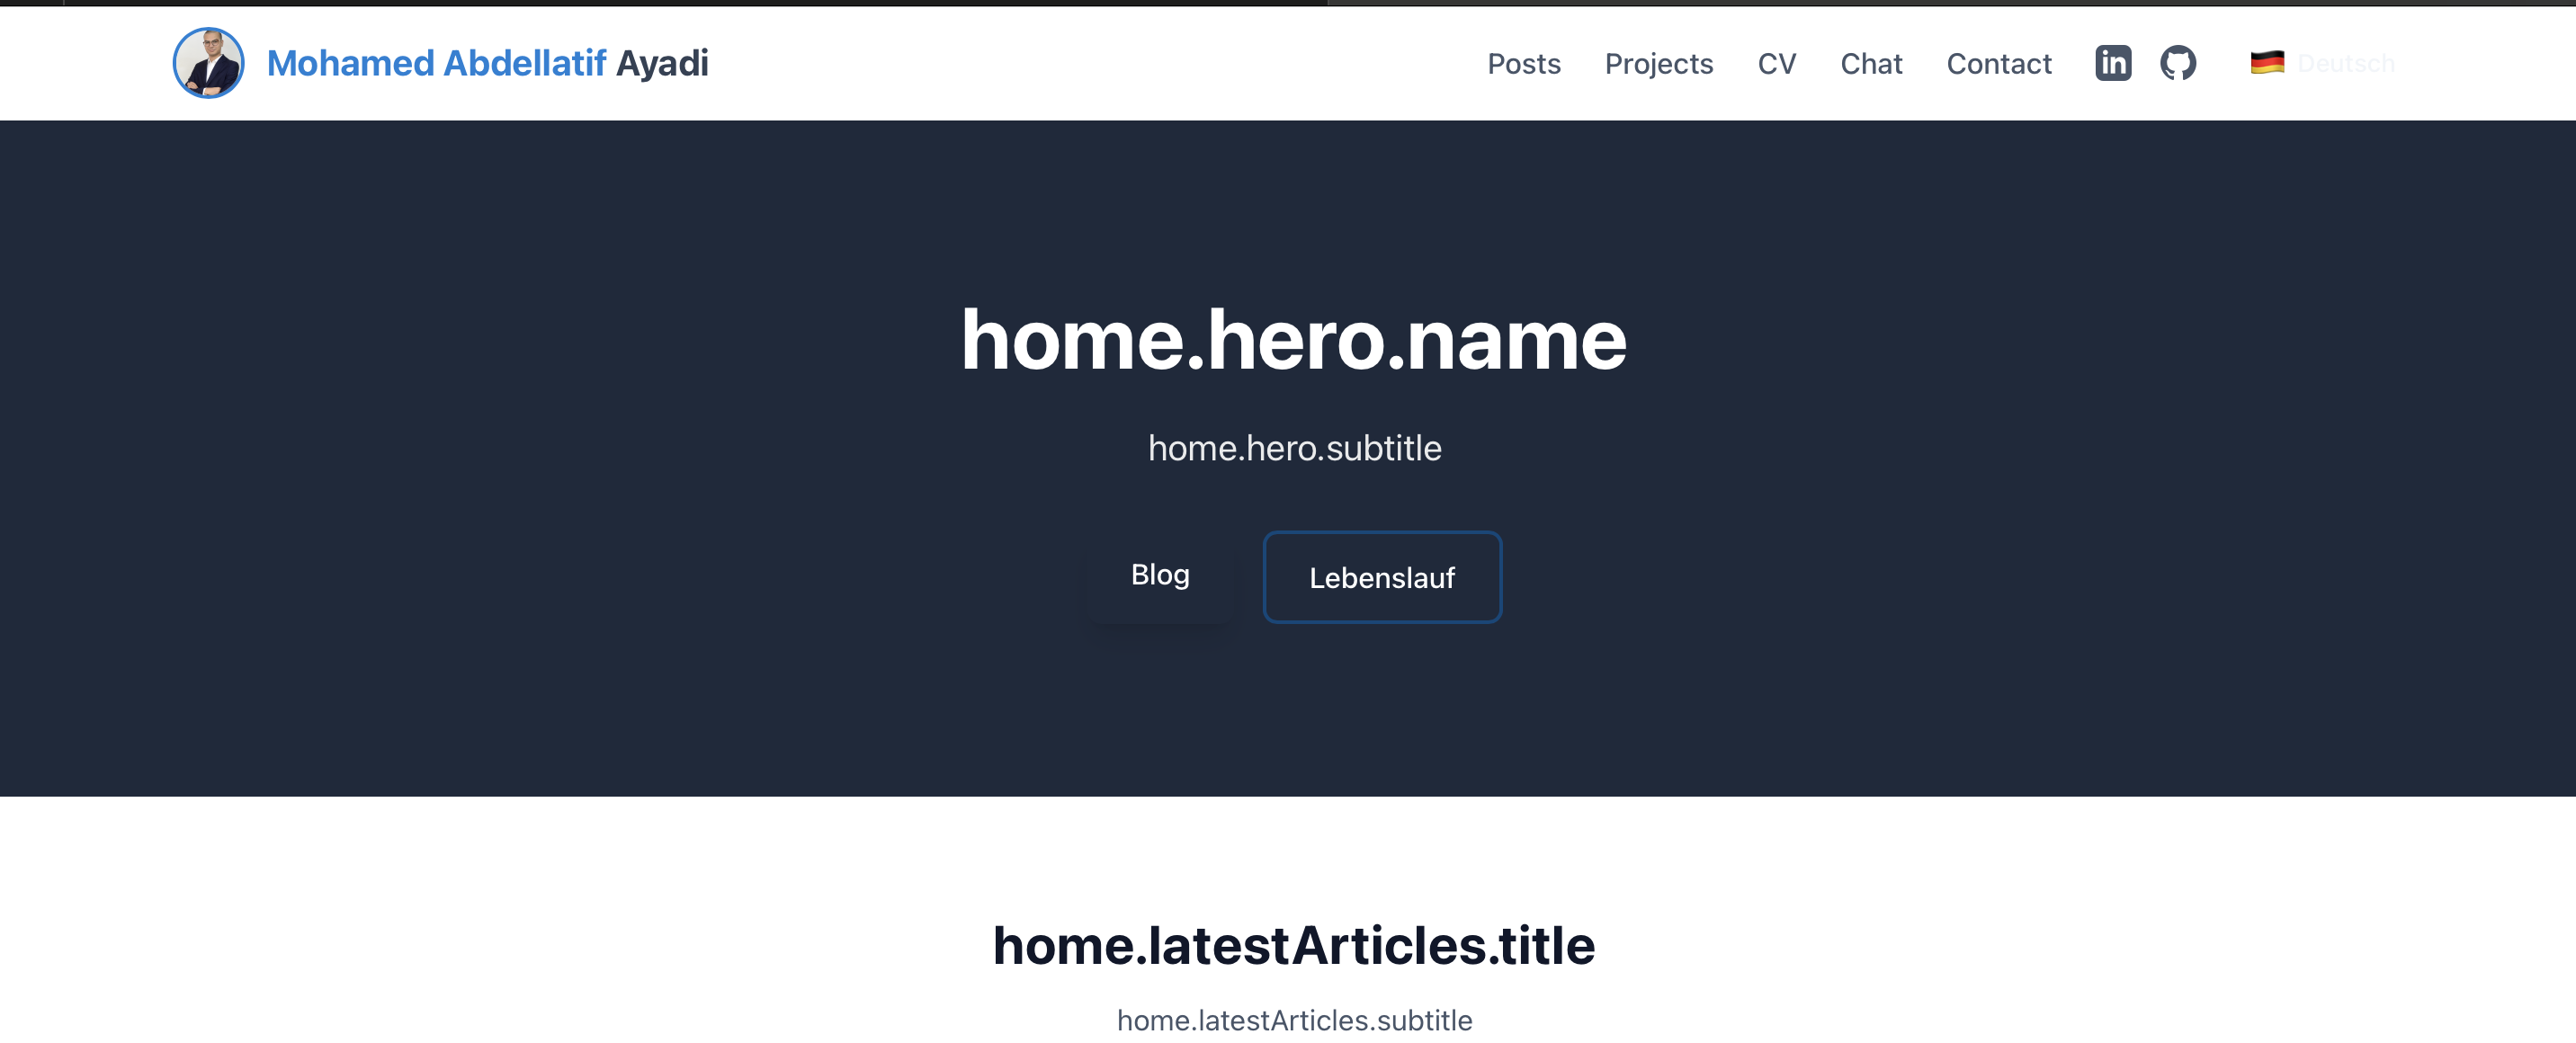 Mohamed Abdellatif Ayadi
Posts Projects CV Chat Contact in Deutsch
home.hero.name
home.hero.subtitle
Blog Lebenslauf
home.latestArticles.title
home.latestArticles.subtitle